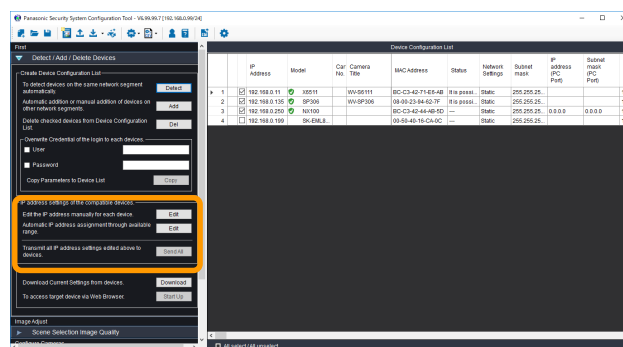 Panasonic Security System Configuration Tool - V6.99.99.7 [192.168.0.99/24]
First
Detect / Add / Delete Devices
Create Device Configuration List
To detect devices on the same network segment
automatically.
Detect
Automatic addition or manual addition of devices on
other network segments.
Add
Delete checked devices from Device Configuration
List.
Del
Overwrite Credential of the login to each devices.
User
Password
Copy Parameters to Device List
Copy
IP address settings of the compatible devices.
Edit the IP address manually for each device.
Edit
Automatic IP address assignment through available
range.
Edit
Transmit all IP address settings edited above to
devices.
Send All
Download Current Settings from devices.
Download
To access target device via Web Browser.
Start Up
Image Adjust
Scene Selection Image Quality
Configure Cameras
Device Configuration List
IP Address Model Car No. Camera Title MAC Address Status Network Settings Subnet mask IP address (PC Port) Subnet mask (PC Port)
1 192.168.0.11 X6511 WV-S6111 BC-C3-42-71-E6-AB It is possi... Static 255.255.25...
2 192.168.0.135 SP306 WV-SP306 08-00-23-94-62-7F It is possi... Static 255.255.25...
3 192.168.0.250 NX100 BC-C3-42-44-AB-5D --- Static 255.255.25... 0.0.0.0 0.0.0.0
4 192.168.0.199 SK-EML8... 00-50-40-16-CA-0C --- Static 255.255.25...
All select / All unselect